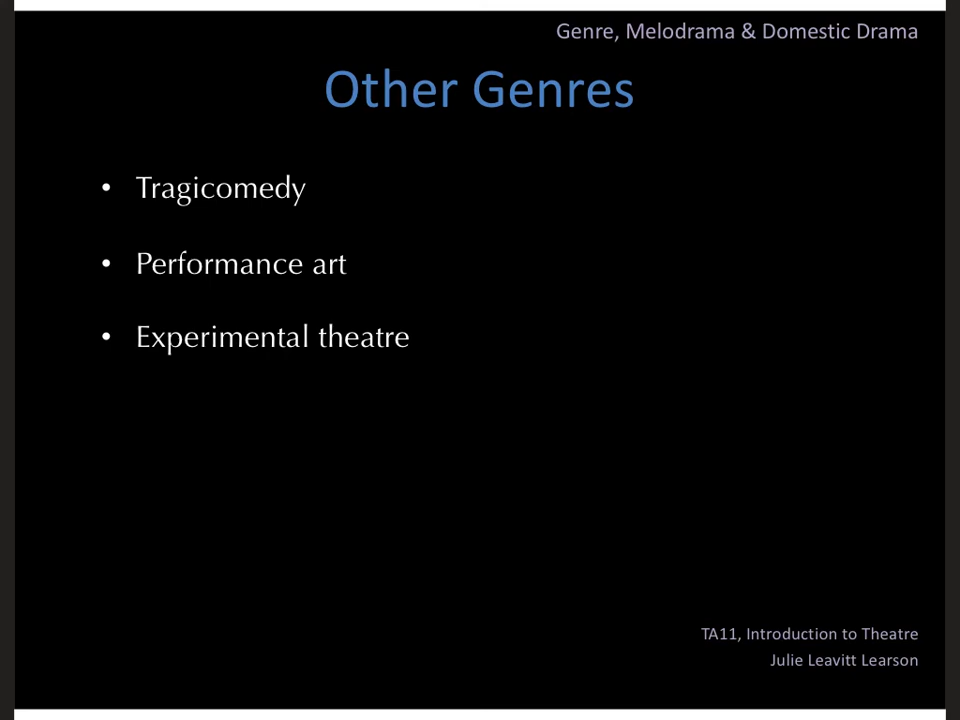 Genre, Melodrama & Domestic Drama
Other Genres
• Tragicomedy
• Performance art
• Experimental theatre
TA11, Introduction to Theatre
Julie Leavitt Learson